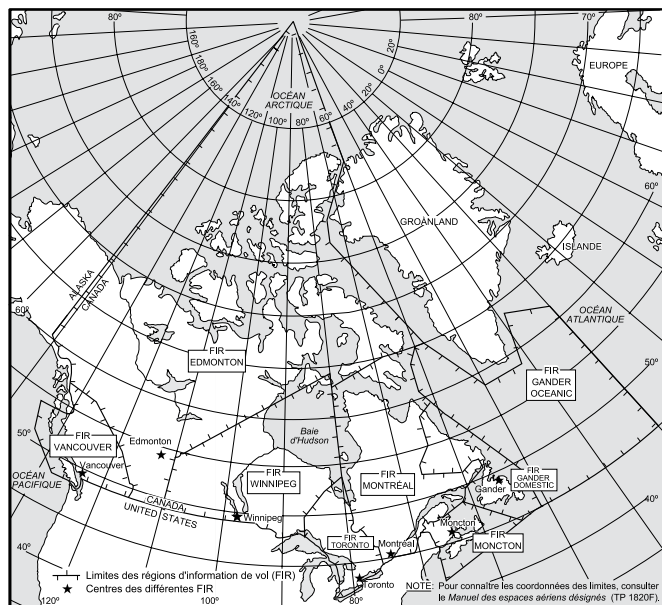 80º
80º
70º
160º
180º
160º
140º
120º
100º
80º
60º
40º
20º
0º
20º
OCÉAN
ARCTIQUE
EUROPE
60º
GROÀNLAND
ISLANDE
ALASKA
CANADA
60º
OCÉAN
ATLANTIQUE
FIR
EDMONTON
50º
FIR
GANDER
OCEANIC
Baie
d'Hudson
50º
FIR
VANCOUVER
Edmonton
Vancouver
OCÉAN
PACIFIQUE
FIR
WINNIPEG
FIR
MONTRÉAL
Gander
FIR
GANDER
DOMESTIC
CANADA
UNITED STATES
Winnipeg
Moncton
FIR
TORONTO
Montréal
FIR
MONCTON
40º
40º
Toronto
120º
80º
Limites des régions d'information de vol (FIR)
Centres des différentes FIR
NOTE: Pour connaître les coordonnées des limites, consulter
le Manuel des espaces aériens désignés (TP 1820F).